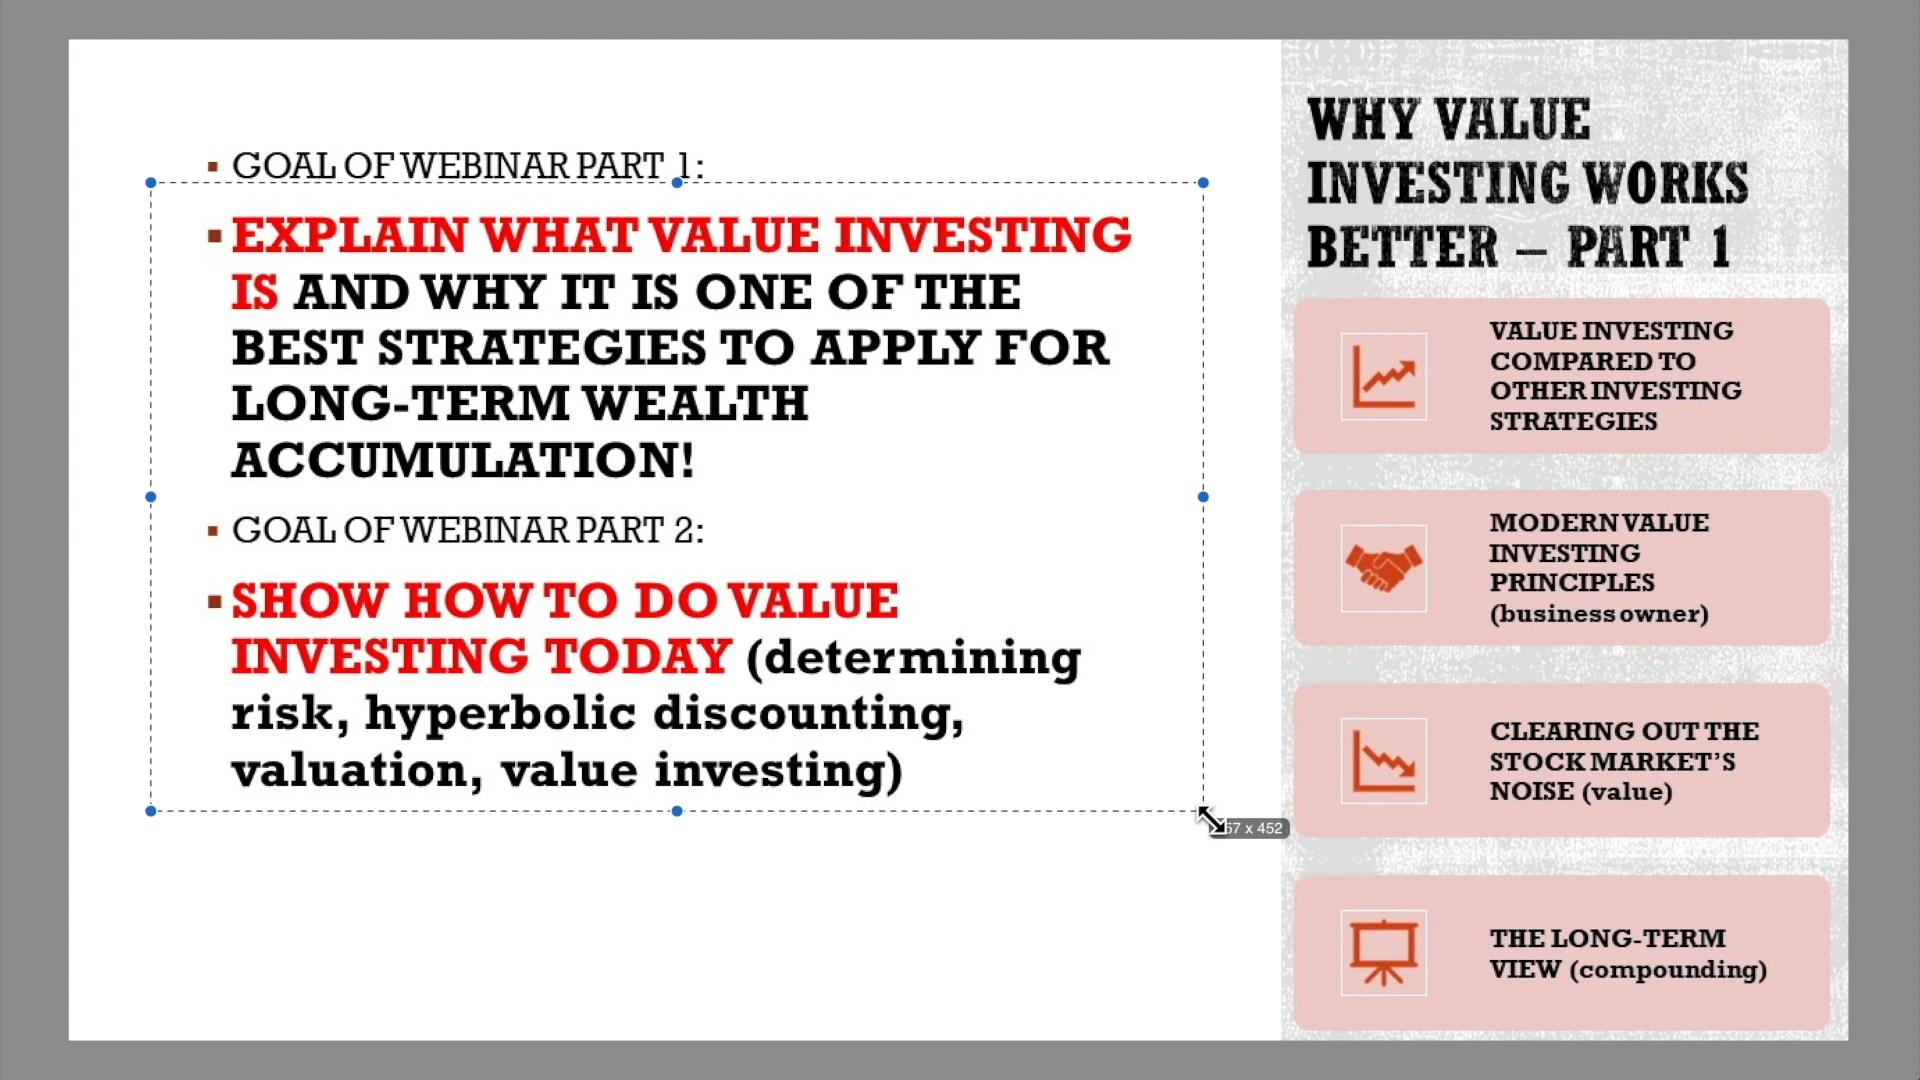 GOAL OF WEBINAR PART 1:
EXPLAIN WHAT VALUE INVESTING
IS AND WHY IT IS ONE OF THE
BEST STRATEGIES TO APPLY FOR
LONG-TERM WEALTH
ACCUMULATION!
GOAL OF WEBINAR PART 2:
SHOW HOW TO DO VALUE
INVESTING TODAY (determining
risk, hyperbolic discounting,
valuation, value investing)
WHY VALUE
INVESTING WORKS
BETTER – PART 1
VALUE INVESTING
COMPARED TO
OTHER INVESTING
STRATEGIES
MODERN VALUE
INVESTING
PRINCIPLES
(business owner)
CLEARING OUT THE
STOCK MARKET’S
NOISE (value)
THE LONG-TERM
VIEW (compounding)
x 452